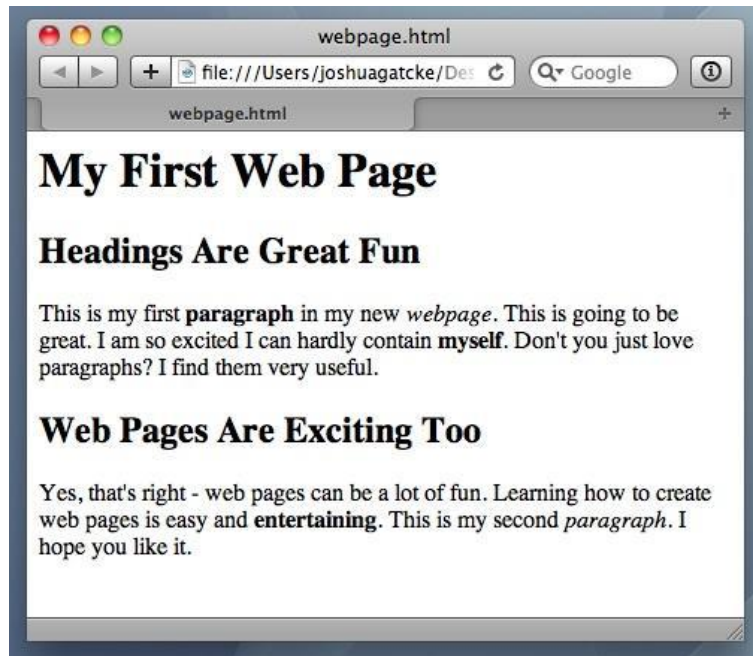 webpage.html
file:///Users/joshuagatcke/Des
Google
webpage.html
My First Web Page
Headings Are Great Fun
This is my first paragraph in my new webpage. This is going to be
great. I am so excited I can hardly contain myself. Don't you just love
paragraphs? I find them very useful.
Web Pages Are Exciting Too
Yes, that's right - web pages can be a lot of fun. Learning how to create
web pages is easy and entertaining. This is my second paragraph. I
hope you like it.